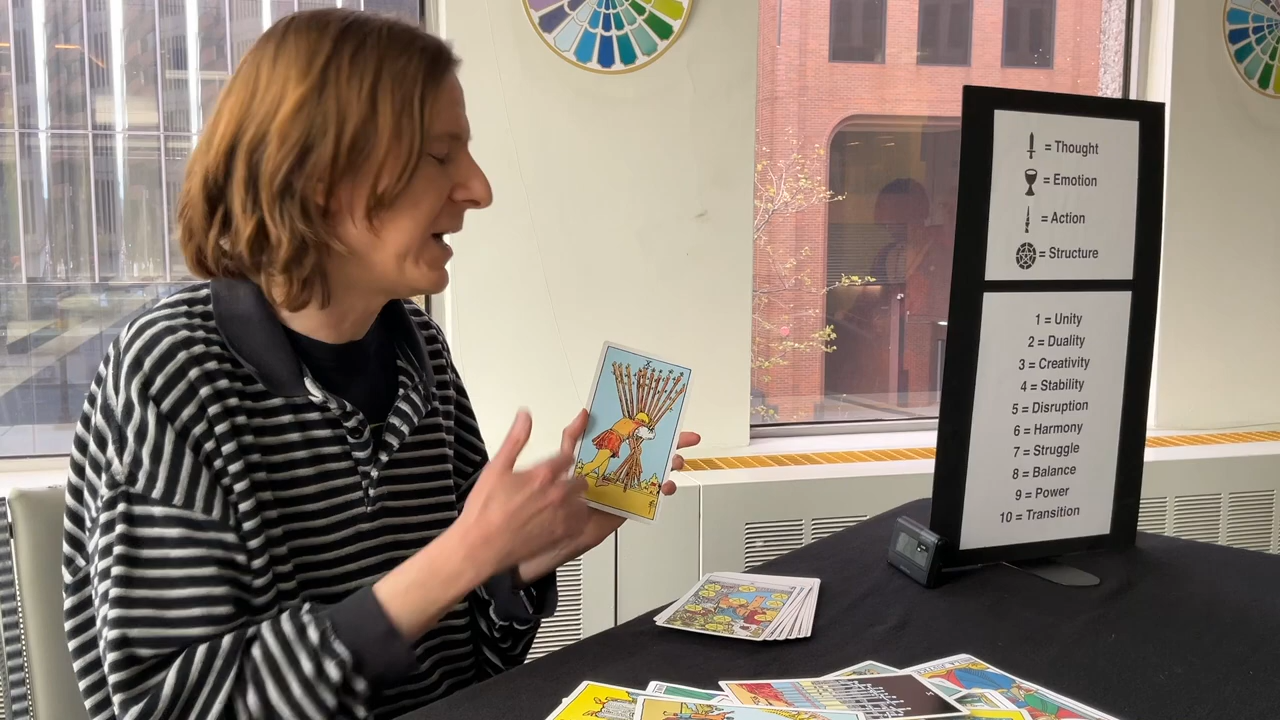 = Thought
= Emotion
= Action
= Structure
1 = Unity
2 = Duality
3 = Creativity
4 = Stability
5 = Disruption
6 = Harmony
7 = Struggle
8 = Balance
9 = Power
10 = Transition
X